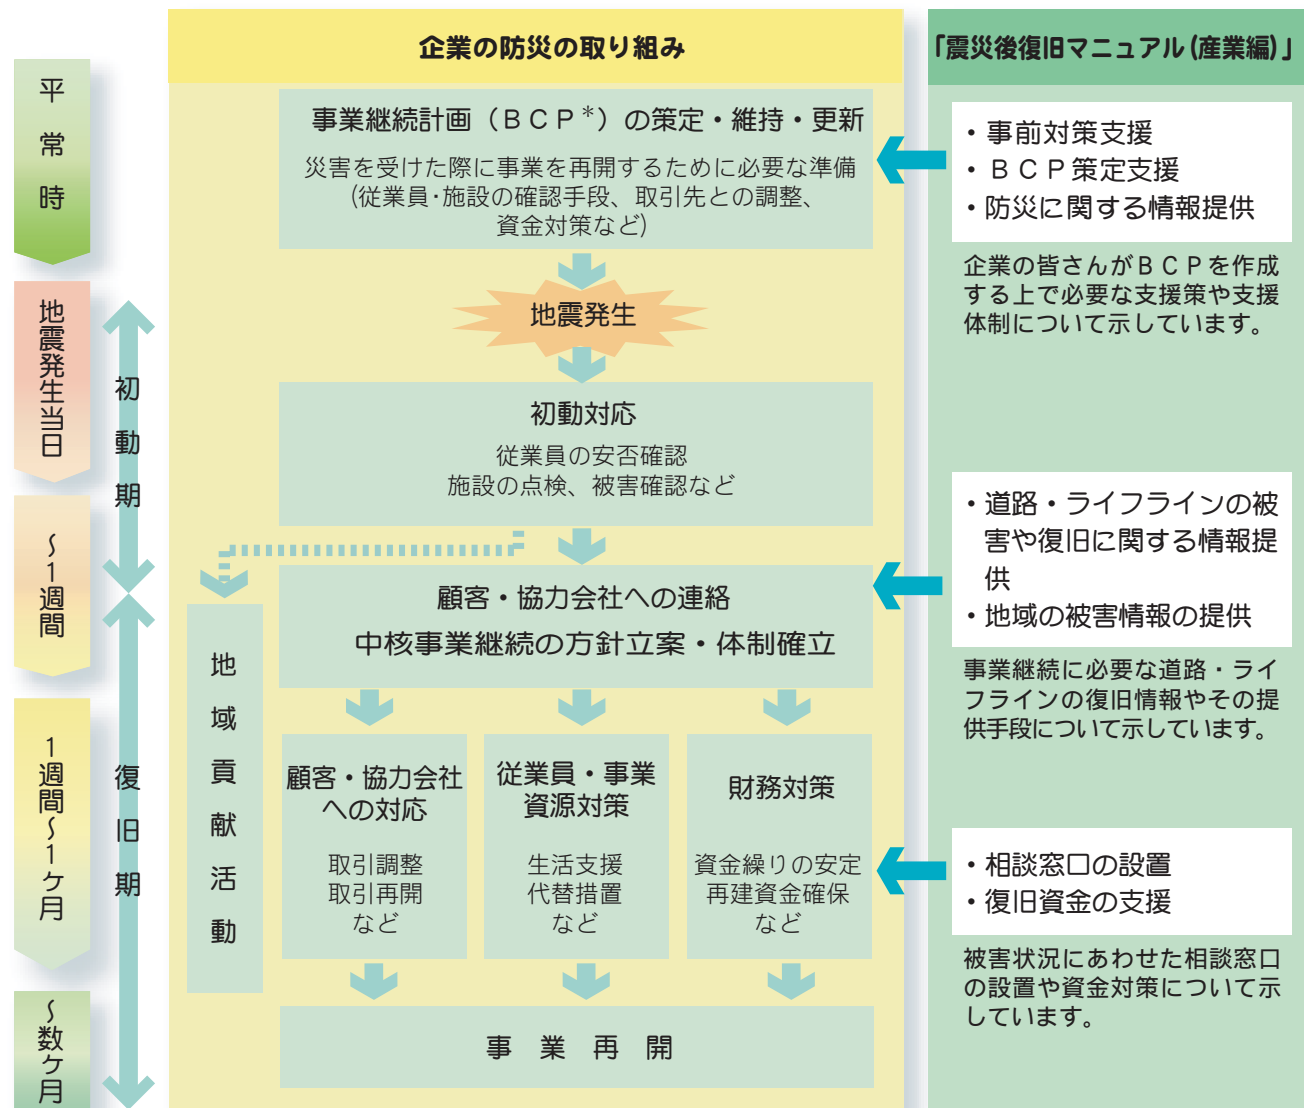 企業の防災の取り組み
「震災後復旧マニュアル(産業編)」
平常時
事業継続計画(BCP*)の策定・維持・更新
災害を受けた際に事業を再開するために必要な準備
(従業員・施設の確認手段、取引先との調整、
資金対策など)
・事前対策支援
・BCP策定支援
・防災に関する情報提供
企業の皆さんがBCPを作成
する上で必要な支援策や支援
体制について示しています。
地震発生当日
初動期
地震発生
初動対応
従業員の安否確認
施設の点検、被害確認など
〜1週間
顧客・協力会社への連絡
中核事業継続の方針立案・体制確立
・道路・ライフラインの被
害や復旧に関する情報提
供
・地域の被害情報の提供
事業継続に必要な道路・ライ
フラインの復旧情報やその提
供手段について示しています。
地域貢献活動
1週間〜1ケ月
復旧期
顧客・協力会社
への対応
取引調整
取引再開
など
従業員・事業
資源対策
生活支援
代替措置
など
財務対策
資金繰りの安定
再建資金確保
など
・相談窓口の設置
・復旧資金の支援
被害状況にあわせた相談窓口
の設置や資金対策について示
しています。
〜数ケ月
事業再開